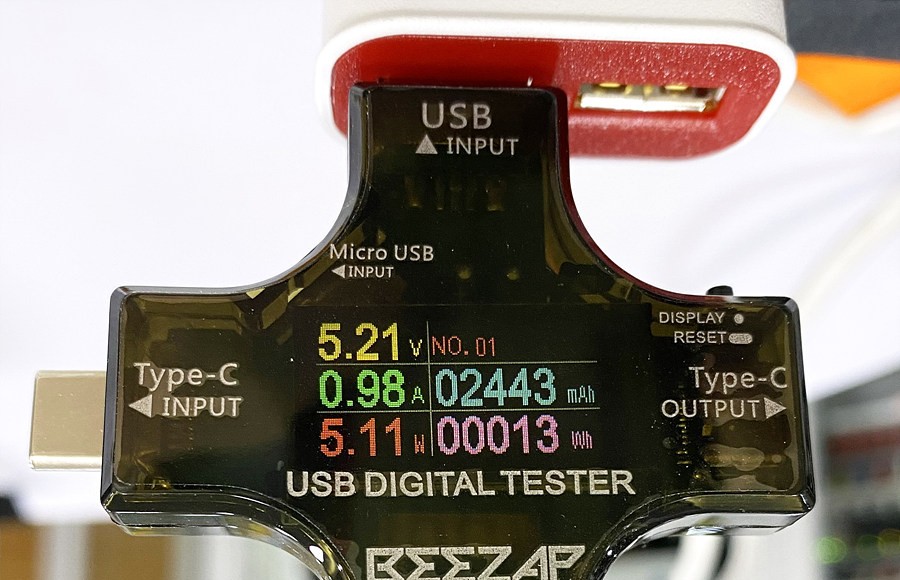 USB
▲ INPUT
Micro USB
◀ INPUT
DISPLAY
RESET
5.21 V NO. 01
0.98 A 02443 mAh
5.11 W 00013 Wh
Type-C
◀ INPUT
Type-C
OUTPUT ▶
USB DIGITAL TESTER
BEEZAP